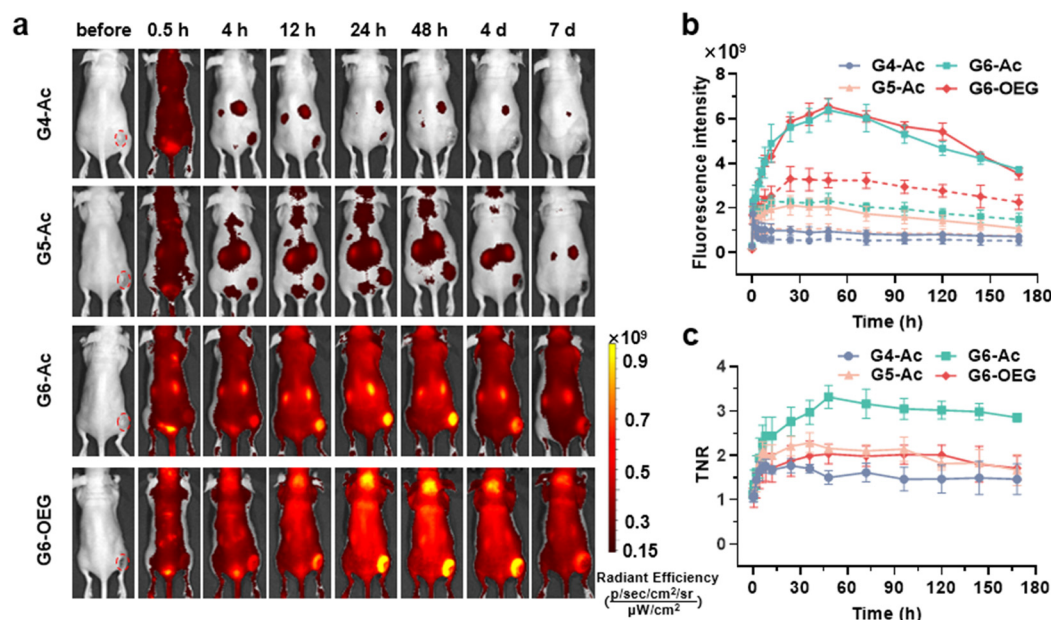 a
before 0.5 h 4 h 12 h 24 h 48 h 4 d 7 d
G4-Ac
G5-Ac
G6-Ac
G6-OEG
×10⁹
0.9
0.7
0.5
0.3
0.15
Radiant Efficiency
(p/sec/cm²/sr
μW/cm²)
b
×10⁹
G4-Ac G6-Ac
G5-Ac G6-OEG
Fluorescence intensity
8
6
4
2
0
0 30 60 90 120 150 180
Time (h)
c
G4-Ac G6-Ac
G5-Ac G6-OEG
TNR
4
3
2
1
0
0 30 60 90 120 150 180
Time (h)